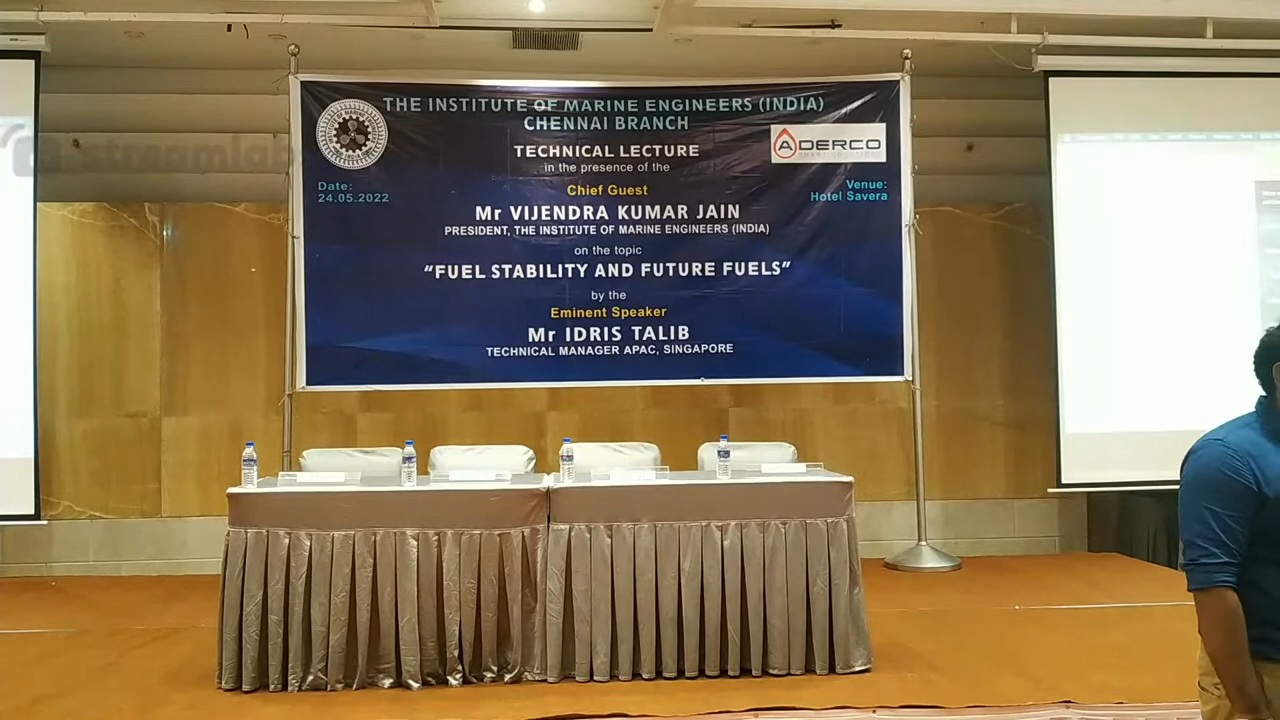 THE INSTITUTE OF MARINE ENGINEERS (INDIA)
CHENNAI BRANCH
ADERCO
TECHNICAL LECTURE
in the presence of the
Date:
24.05.2022
Chief Guest
Venue:
Hotel Savera
Mr VIJENDRA KUMAR JAIN
PRESIDENT, THE INSTITUTE OF MARINE ENGINEERS (INDIA)
on the topic
"FUEL STABILITY AND FUTURE FUELS"
by the
Eminent Speaker
Mr IDRIS TALIB
TECHNICAL MANAGER APAC, SINGAPORE